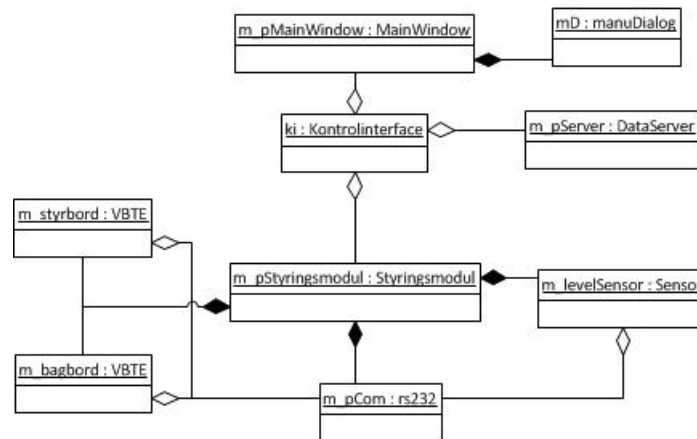 m_pMainWindow : MainWindow
mD : manuDialog
ki : Kontrolinterface
m_pServer : DataServer
m_styrbord : VBTE
m_pStyringsmodul : Styringsmodul
m_levelSensor : Senso
m_bagbord : VBTE
m_pCom : rs232